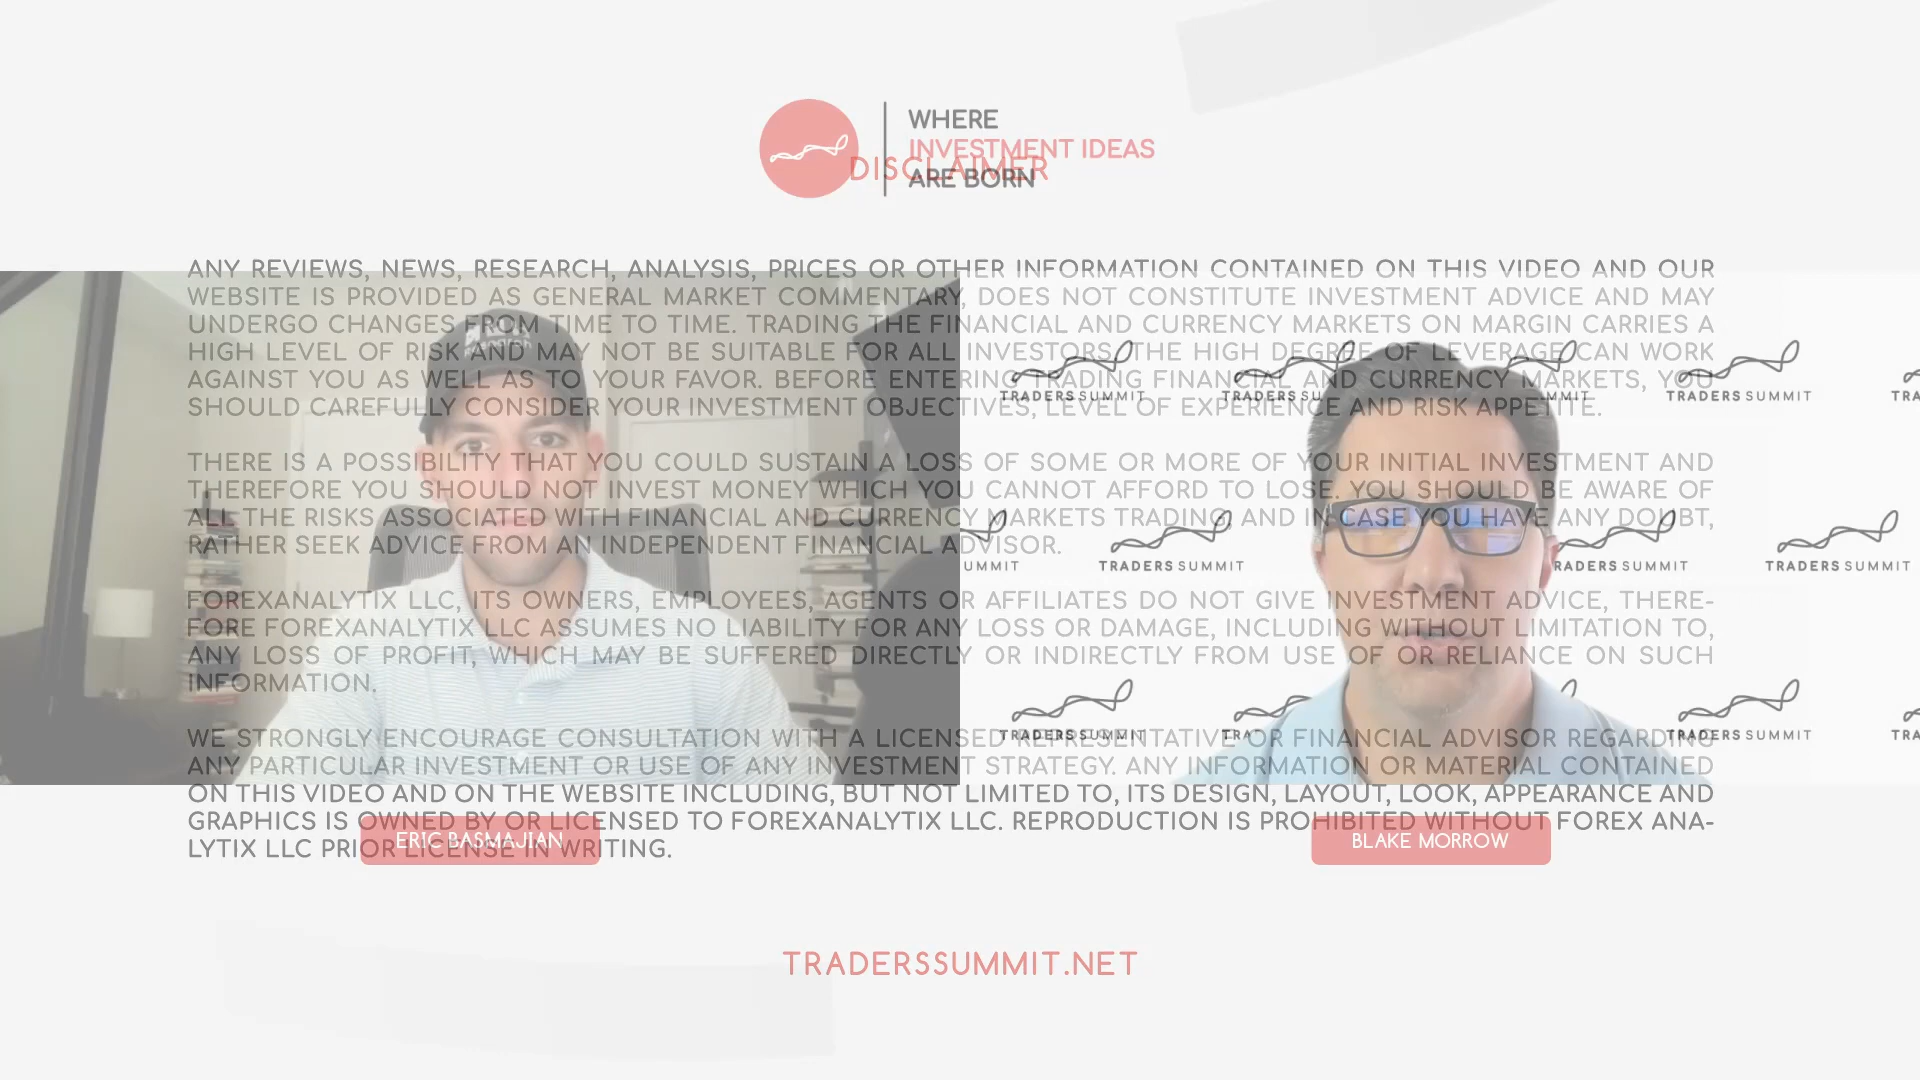 WHERE
INVESTMENT IDEAS
ARE BORN
DISCLAIMER
ANY REVIEWS, NEWS, RESEARCH, ANALYSIS, PRICES OR OTHER INFORMATION CONTAINED ON THIS VIDEO AND OUR
WEBSITE IS PROVIDED AS GENERAL MARKET COMMENTARY, DOES NOT CONSTITUTE INVESTMENT ADVICE AND MAY
UNDERGO CHANGES FROM TIME TO TIME. TRADING THE FINANCIAL AND CURRENCY MARKETS ON MARGIN CARRIES A
HIGH LEVEL OF RISK AND MAY NOT BE SUITABLE FOR ALL INVESTORS. THE HIGH DEGREE OF LEVERAGE CAN WORK
AGAINST YOU AS WELL AS TO YOUR FAVOR. BEFORE ENTERING TRADING FINANCIAL AND CURRENCY MARKETS, YOU
SHOULD CAREFULLY CONSIDER YOUR INVESTMENT OBJECTIVES, LEVEL OF EXPERIENCE AND RISK APPETITE.
THERE IS A POSSIBILITY THAT YOU COULD SUSTAIN A LOSS OF SOME OR MORE OF YOUR INITIAL INVESTMENT AND
THEREFORE YOU SHOULD NOT INVEST MONEY WHICH YOU CANNOT AFFORD TO LOSE. YOU SHOULD BE AWARE OF
ALL THE RISKS ASSOCIATED WITH FINANCIAL AND CURRENCY MARKETS TRADING, AND IN CASE YOU HAVE ANY DOUBT,
RATHER SEEK ADVICE FROM AN INDEPENDENT FINANCIAL ADVISOR.
FOREXANALYTIX LLC, ITS OWNERS, EMPLOYEES, AGENTS OR AFFILIATES DO NOT GIVE INVESTMENT ADVICE, THERE-
FORE FOREXANALYTIX LLC ASSUMES NO LIABILITY FOR ANY LOSS OR DAMAGE, INCLUDING WITHOUT LIMITATION TO,
ANY LOSS OF PROFIT, WHICH MAY BE SUFFERED DIRECTLY OR INDIRECTLY FROM USE OF OR RELIANCE ON SUCH
INFORMATION.
WE STRONGLY ENCOURAGE CONSULTATION WITH A LICENSED REPRESENTATIVE OR FINANCIAL ADVISOR REGARDING
ANY PARTICULAR INVESTMENT OR USE OF ANY INVESTMENT STRATEGY. ANY INFORMATION OR MATERIAL CONTAINED
ON THIS VIDEO AND ON THE WEBSITE INCLUDING, BUT NOT LIMITED TO, ITS DESIGN, LAYOUT, LOOK, APPEARANCE AND
GRAPHICS IS OWNED BY OR LICENSED TO FOREXANALYTIX LLC. REPRODUCTION IS PROHIBITED WITHOUT FOREX ANA-
LYTIX LLC PRIOR LICENSE IN WRITING.
TRADERS SUMMIT
TRADERS SUMMIT
TRADERS SUMMIT
TRADERS SUMMIT
TRADERS SUMMIT
TRADERS SUMMIT
TRADERS SUMMIT
ERIC BASMAJIAN
BLAKE MORROW
TRADERSSUMMIT.NET